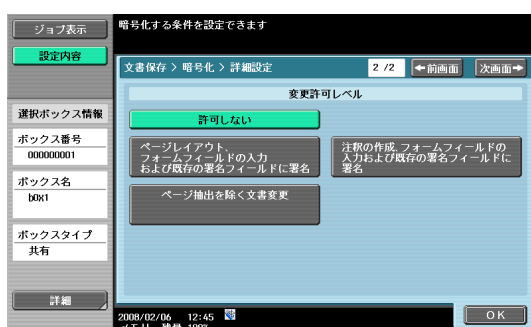 ジョブ表示
設定内容
暗号化する条件を設定できます
文書保存 > 暗号化 > 詳細設定
2 /2
←前画面
次画面→
変更許可レベル
許可しない
ページレイアウト、
フォームフィールドの入力
および既存の署名フィールドに署名
注釈の作成、フォームフィールドの
入力および既存の署名フィールドに
署名
ページ抽出を除く文書変更
選択ボックス情報
ボックス番号
000000001
ボックス名
b0X1
ボックスタイプ
共有
詳細
2008/02/06 12:45
メモリー残量 100%
OK